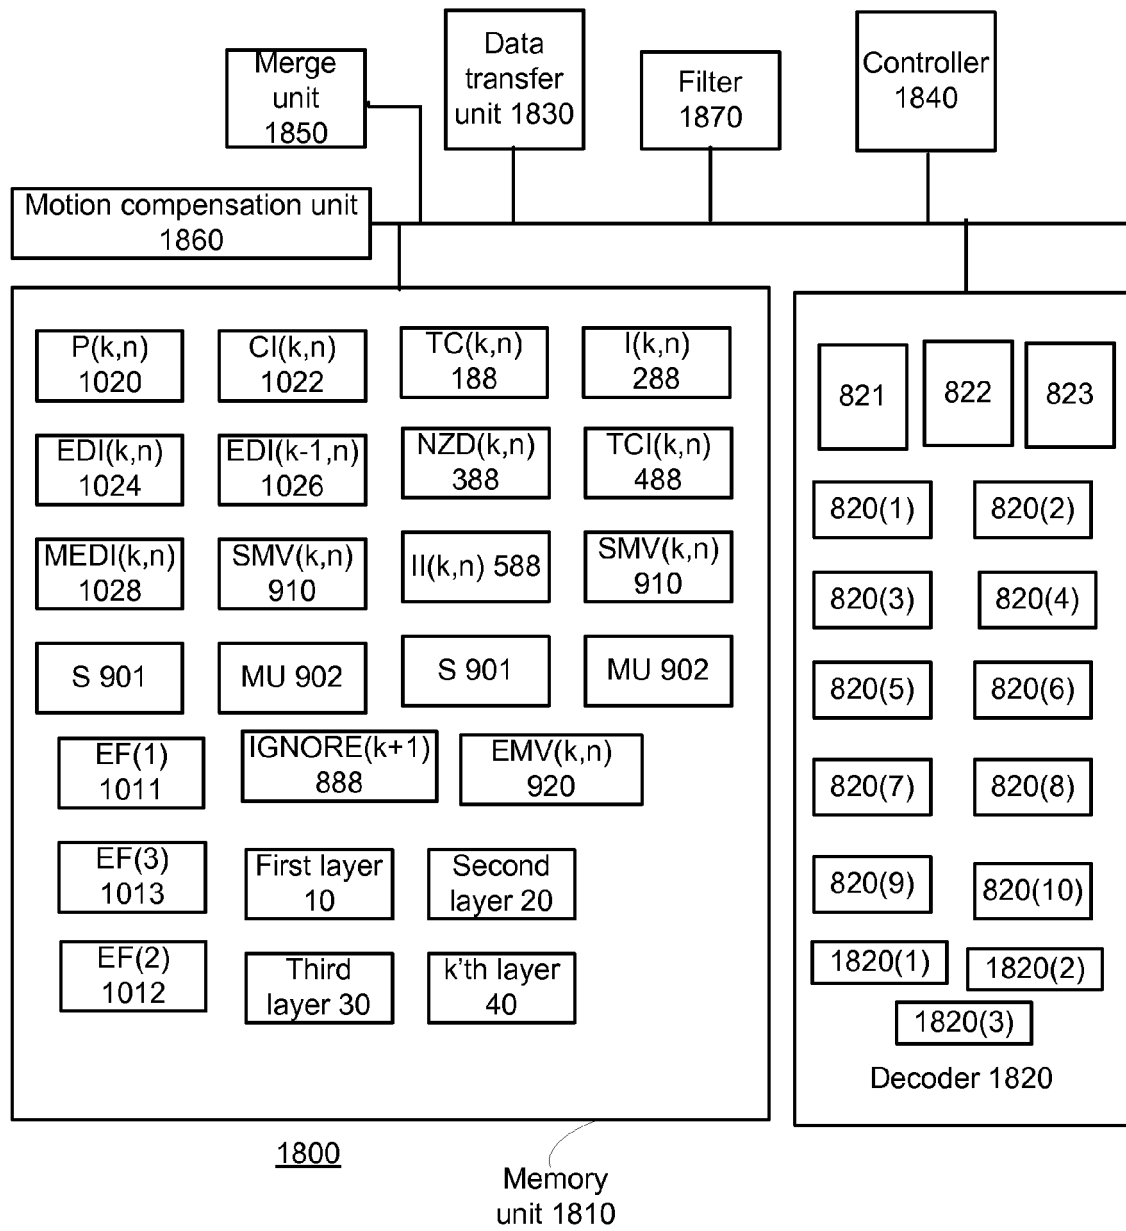 Merge
unit
1850
Data
transfer
unit 1830
Filter
1870
Controller
1840
Motion compensation unit
1860
P(k,n)
1020
CI(k,n)
1022
TC(k,n)
188
I(k,n)
288
EDI(k,n)
1024
EDI(k-1,n)
1026
NZD(k,n)
388
TCI(k,n)
488
MEDI(k,n)
1028
SMV(k,n)
910
II(k,n) 588
SMV(k,n)
910
S 901
MU 902
S 901
MU 902
EF(1)
1011
IGNORE(k+1)
888
EMV(k,n)
920
EF(3)
1013
First layer
10
Second
layer 20
EF(2)
1012
Third
layer 30
k'th layer
40
821
822
823
820(1)
820(2)
820(3)
820(4)
820(5)
820(6)
820(7)
820(8)
820(9)
820(10)
1820(1)
1820(2)
1820(3)
Decoder 1820
1800
Memory
unit 1810